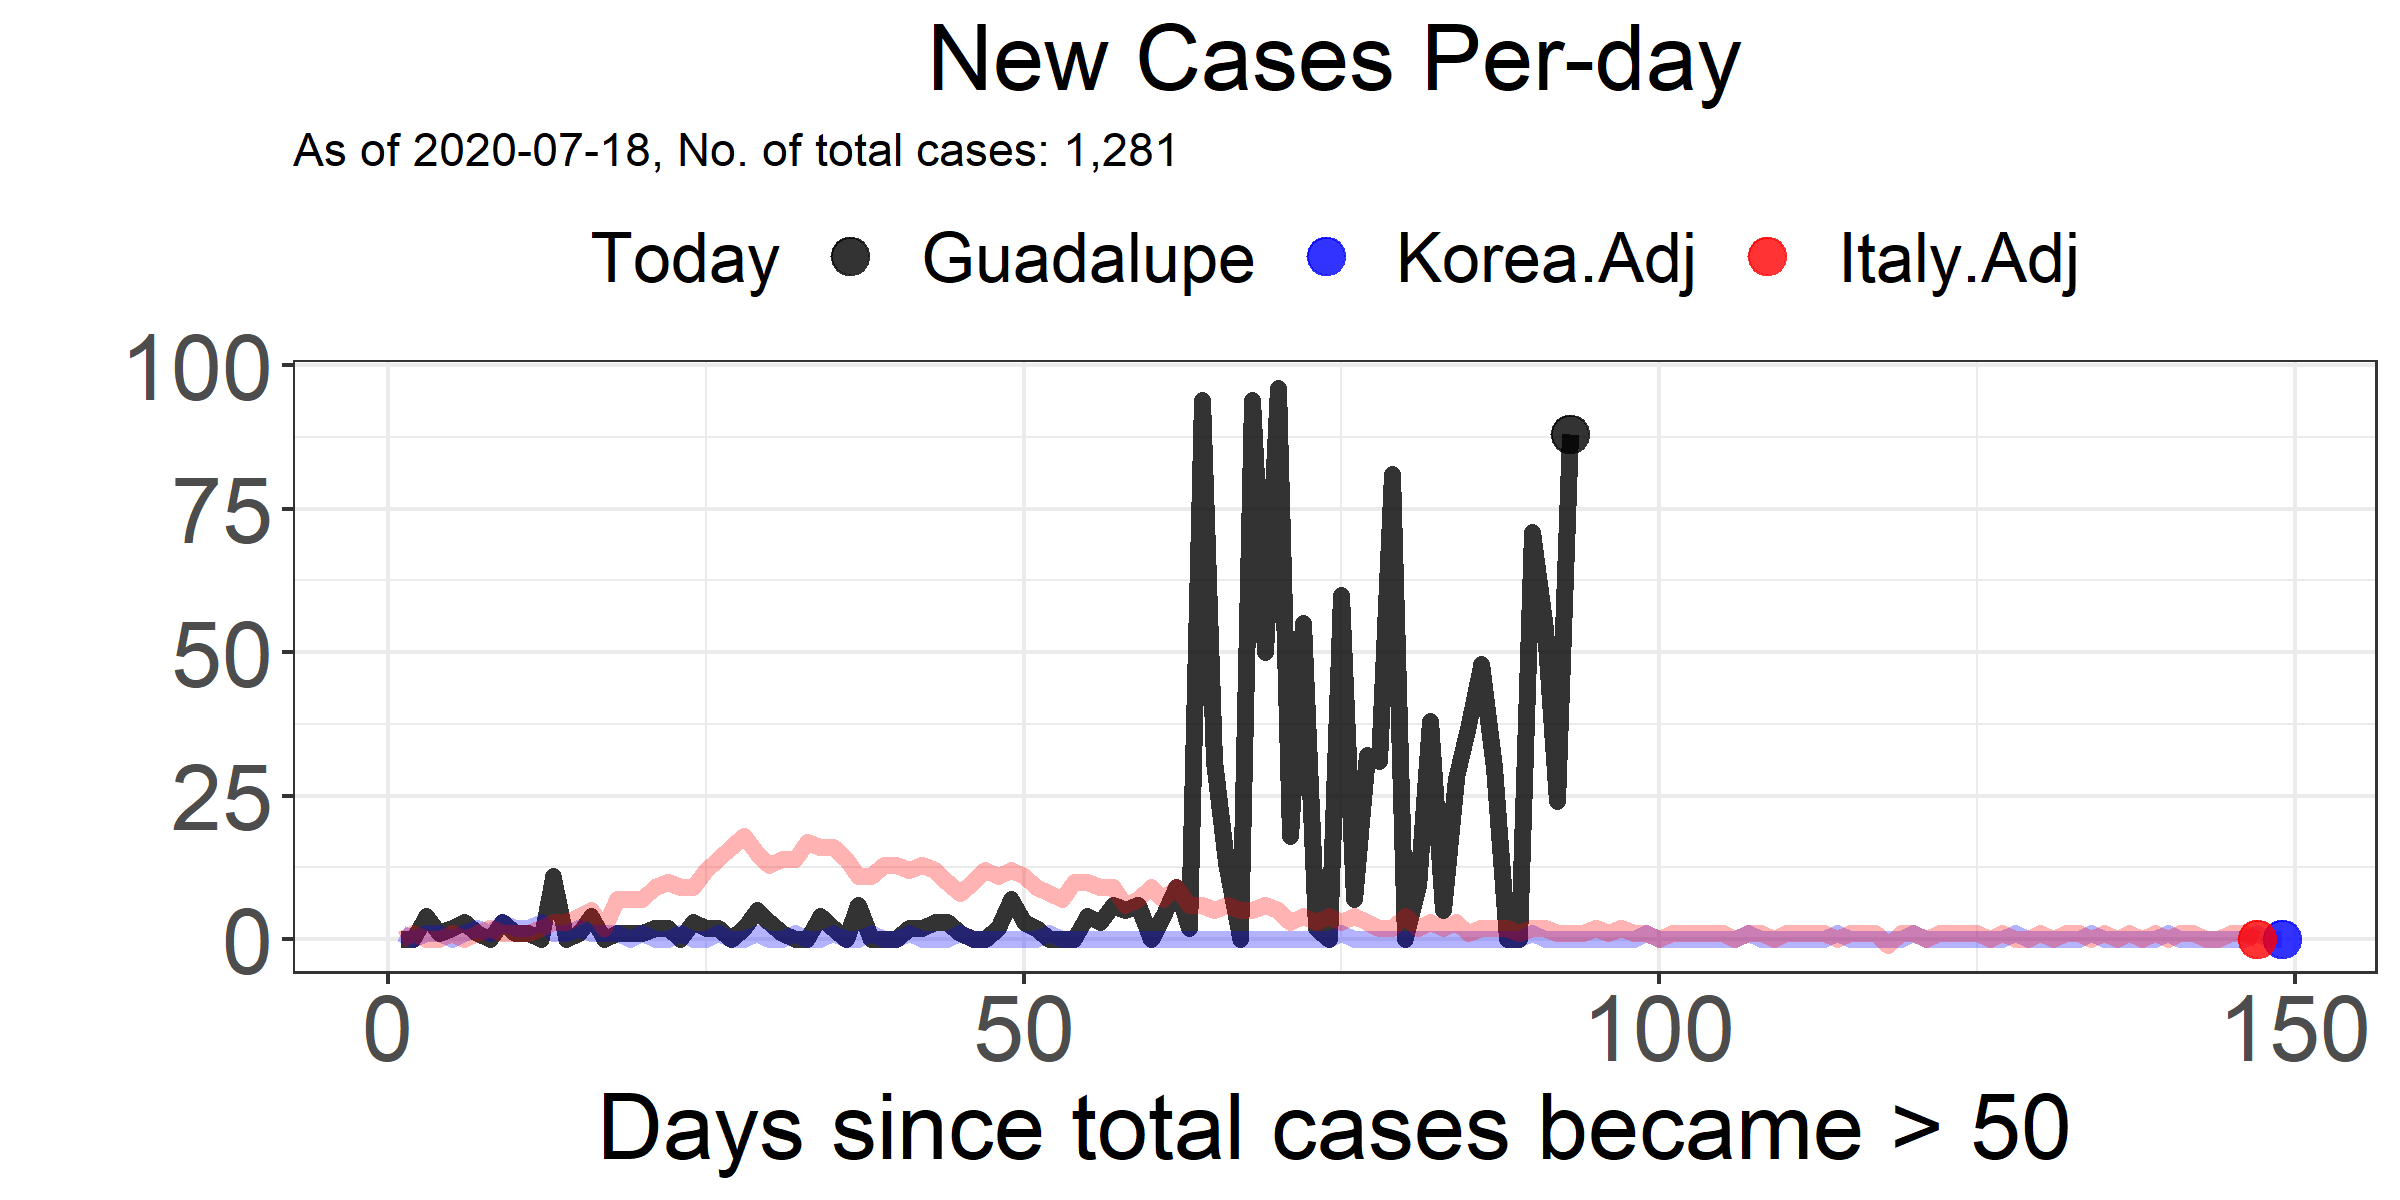 New Cases Per-day
As of 2020-07-18, No. of total cases: 1,281
Today Guadalupe Korea.Adj Italy.Adj
100
75
50
25
0
0 50 100 150
Days since total cases became > 50